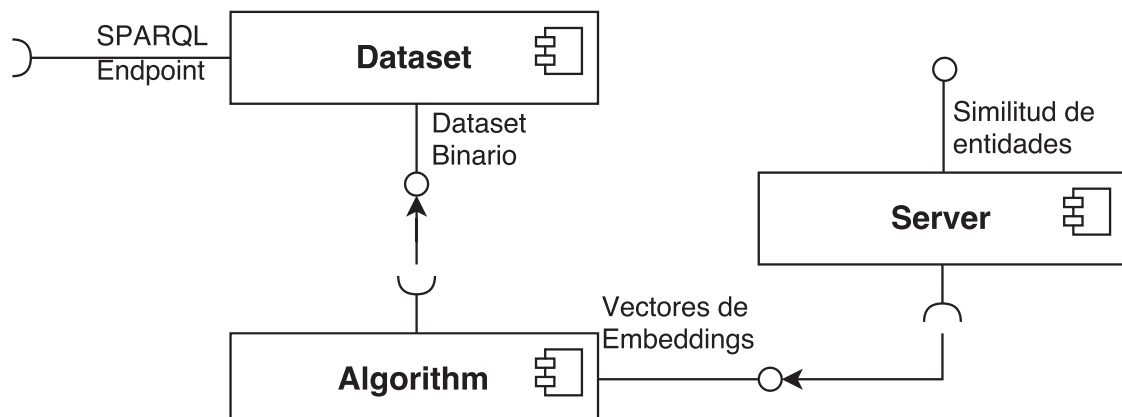 SPARQL
Endpoint
Dataset
Dataset
Binario
Similitud de
entidades
Server
Vectores de
Embeddings
Algorithm